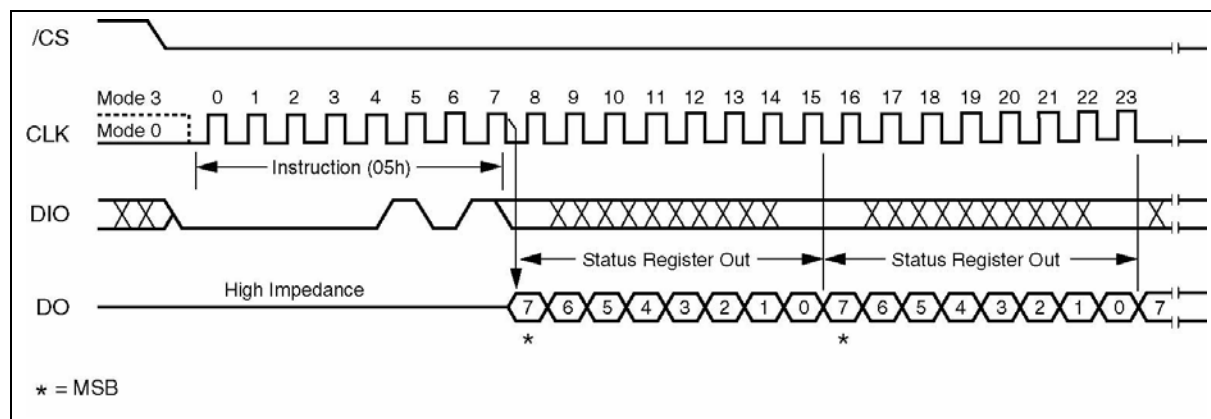 /CS
Mode 3
0 1 2 3 4 5 6 7 8 9 10 11 12 13 14 15 16 17 18 19 20 21 22 23
CLK
Mode 0
Instruction (05h)
DIO
Status Register Out
Status Register Out
High Impedance
DO
7 6 5 4 3 2 1 0 7 6 5 4 3 2 1 0 7
* *
* = MSB